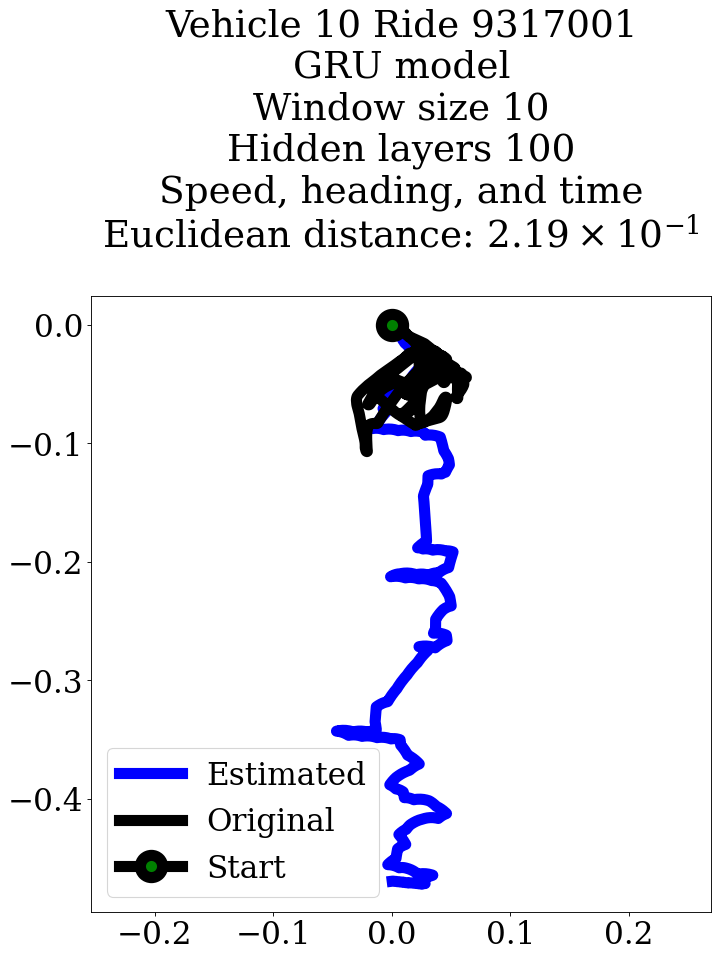 Vehicle 10 Ride 9317001
GRU model
Window size 10
Hidden layers 100
Speed, heading, and time
Euclidean distance: 2.19 × 10⁻¹
0.0
−0.1
−0.2
−0.3
−0.4
Estimated
Original
Start
−0.2 −0.1 0.0 0.1 0.2